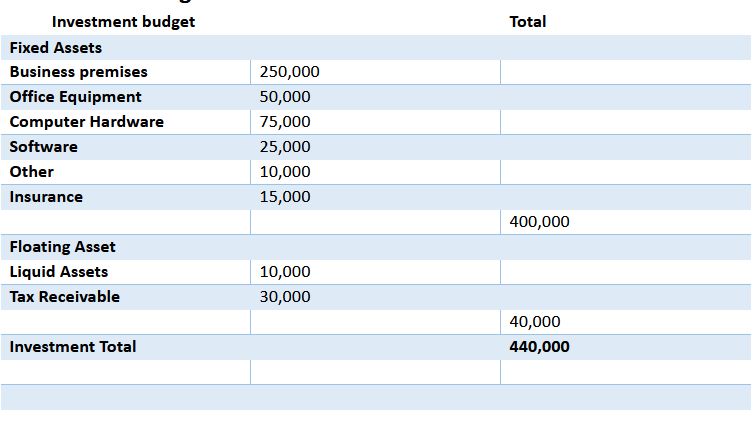 Investment budget Total
Fixed Assets
Business premises 250,000
Office Equipment 50,000
Computer Hardware 75,000
Software 25,000
Other 10,000
Insurance 15,000
400,000
Floating Asset
Liquid Assets 10,000
Tax Receivable 30,000
40,000
Investment Total 440,000